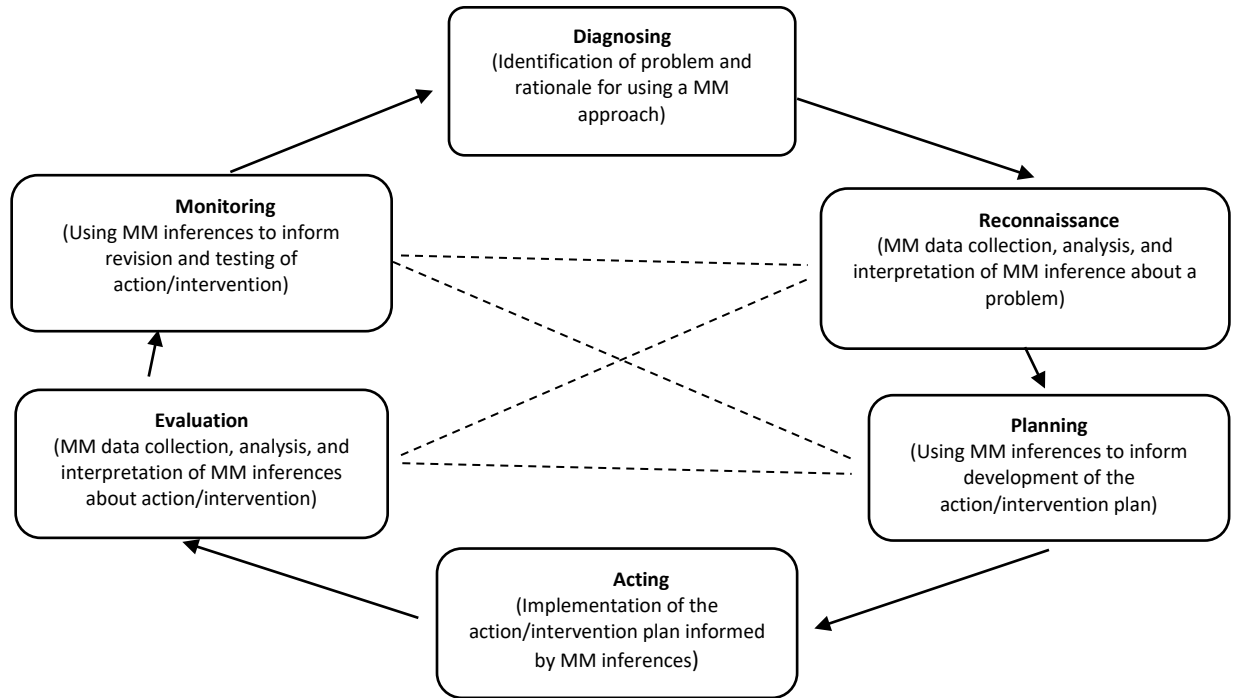 Diagnosing
(Identification of problem and
rationale for using a MM
approach)
Reconnaissance
(MM data collection, analysis, and
interpretation of MM inference about a
problem)
Planning
(Using MM inferences to inform
development of the
action/intervention plan)
Acting
(Implementation of the
action/intervention plan informed
by MM inferences)
Evaluation
(MM data collection, analysis, and
interpretation of MM inferences
about action/intervention)
Monitoring
(Using MM inferences to inform
revision and testing of
action/intervention)